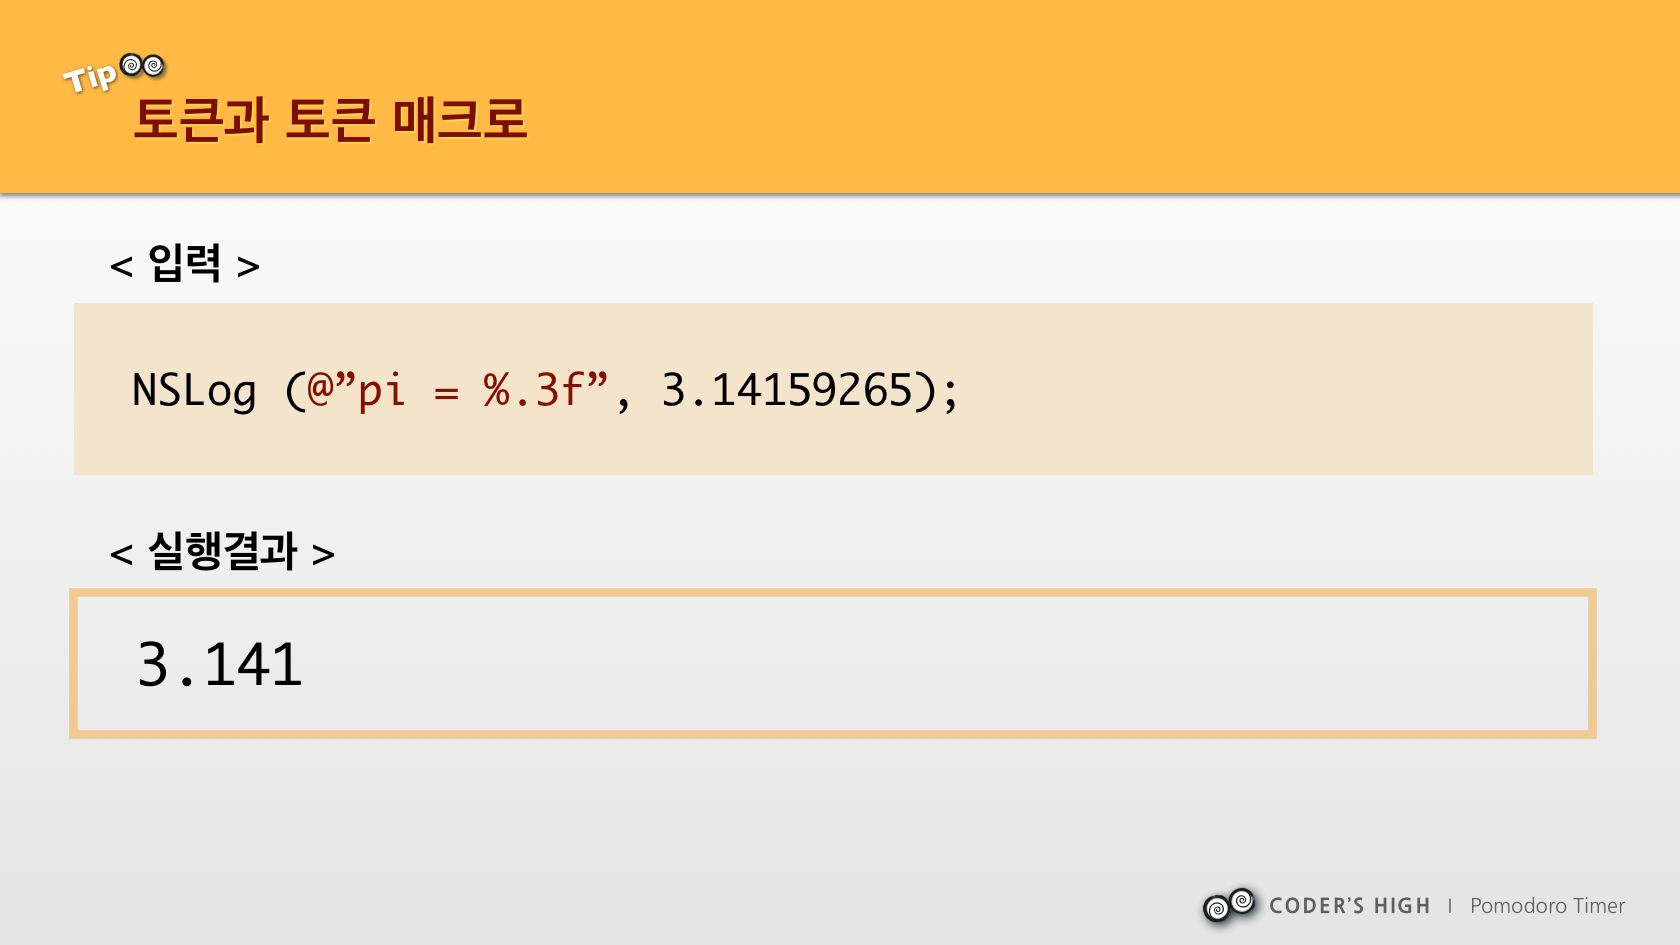 Tip
토큰과 토큰 매크로
< 입력 >
NSLog (@”pi = %.3f”, 3.14159265);
< 실행결과 >
3.141
CODER’S HIGH | Pomodoro Timer